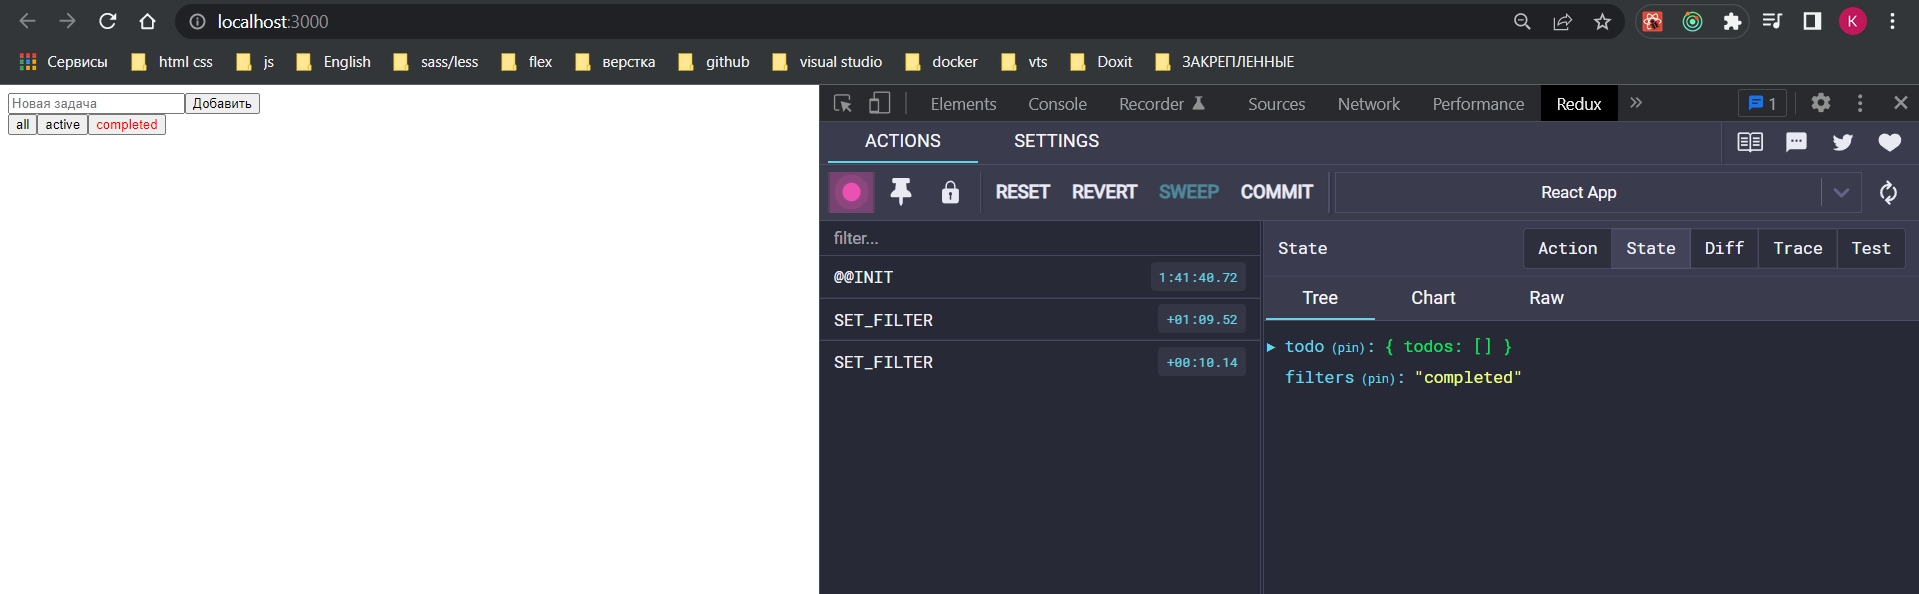 localhost:3000
K
Сервисы html css js English sass/less flex верстка github visual studio docker vts Doxit ЗАКРЕПЛЕННЫЕ
Новая задача Добавить
all active completed
Elements Console Recorder Sources Network Performance Redux 1
ACTIONS SETTINGS
RESET REVERT SWEEP COMMIT React App
filter...
@@INIT 1:41:40.72
SET_FILTER +01:09.52
SET_FILTER +00:10.14
State Action State Diff Trace Test
Tree Chart Raw
todo (pin): { todos: [] }
filters (pin): "completed"